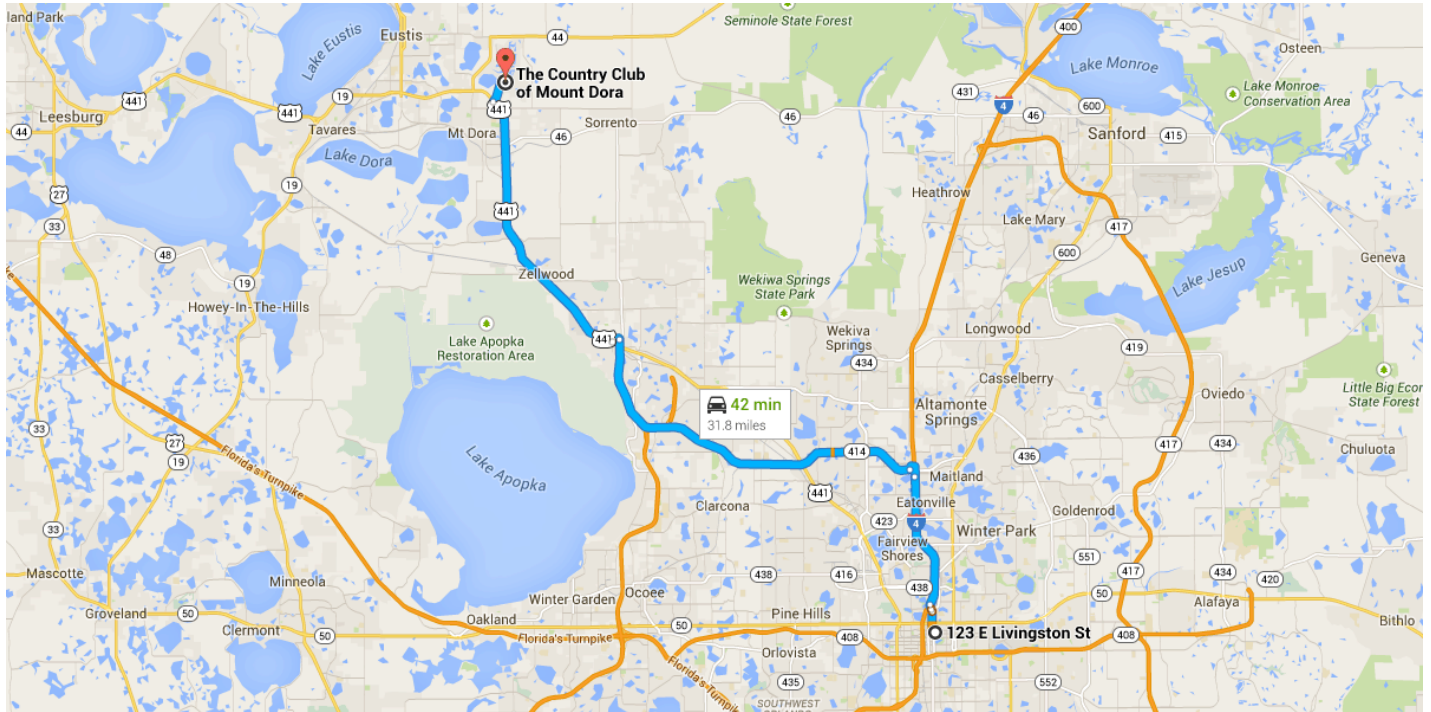 land Park
Lake Eustis
Eustis
44
Seminole State Forest
400
Osteen
Lake Monroe
The Country Club
of Mount Dora
441
441
Leesburg
44
19
441
Tavares
441
Mt Dora
46
Sorrento
46
431
4
46
600
Lake Monroe
Conservation Area
Sanford
415
Lake Dora
27
33
19
Heathrow
Lake Mary
417
441
48
600
Geneva
19
Zellwood
Wekiwa Springs
State Park
Lake Jesup
Howey-In-The-Hills
Lake Apopka
Restoration Area
441
Wekiva
Springs
434
Longwood
419
Casselberry
Oviedo
Little Big Econ
State Forest
42 min
31.8 miles
Altamonte
Springs
33
27
19
Florida's Turnpike
Lake Apopka
414
436
417
434
Chuluota
Maitland
441
Clarcona
Eatonville
4
423
Winter Park
Goldenrod
33
Fairview
Shores
551
Mascotte
Minneola
438
416
438
417
434
420
Winter Garden
Ocoee
50
Groveland
50
Oakland
Pine Hills
Alafaya
Clermont
50
50
Florida's Turnpike
408
123 E Livingston St
408
Bithlo
Orlovista
Florida's Turnpike
435
552
SOUTHWEST